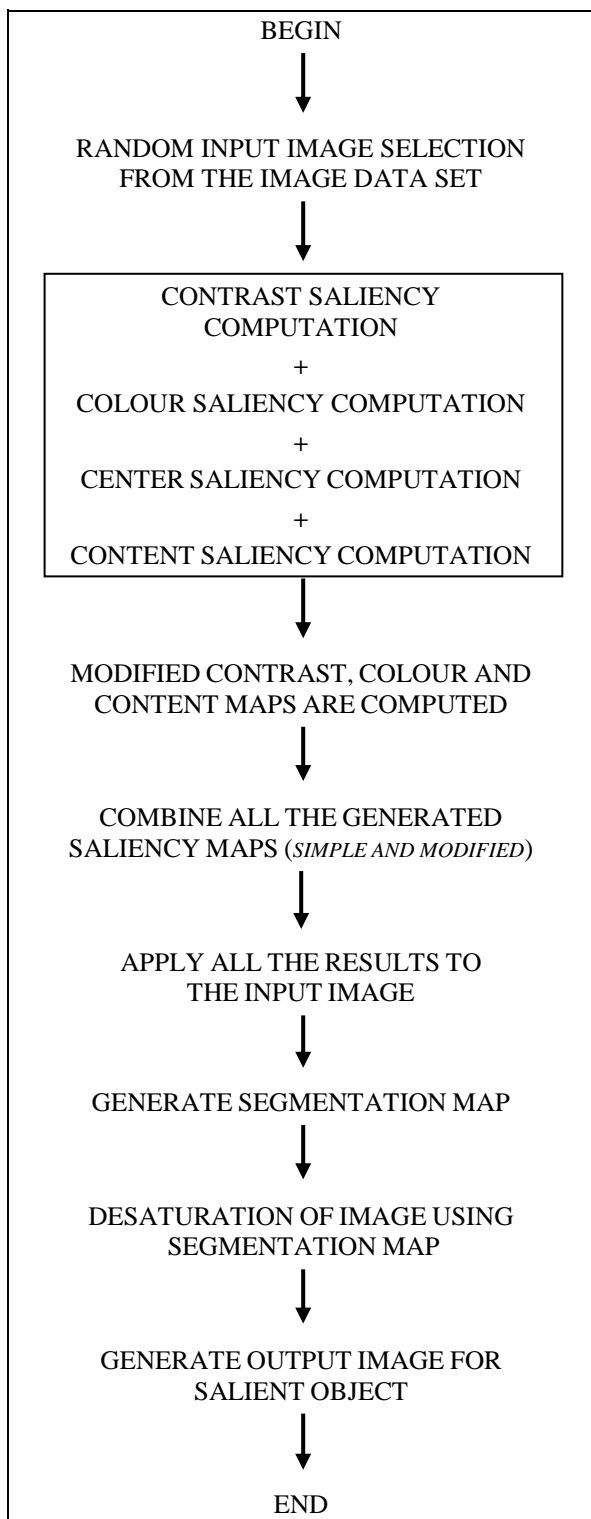 BEGIN
RANDOM INPUT IMAGE SELECTION
FROM THE IMAGE DATA SET
CONTRAST SALIENCY
COMPUTATION
+
COLOUR SALIENCY COMPUTATION
+
CENTER SALIENCY COMPUTATION
+
CONTENT SALIENCY COMPUTATION
MODIFIED CONTRAST, COLOUR AND
CONTENT MAPS ARE COMPUTED
COMBINE ALL THE GENERATED
SALIENCY MAPS (SIMPLE AND MODIFIED)
APPLY ALL THE RESULTS TO
THE INPUT IMAGE
GENERATE SEGMENTATION MAP
DESATURATION OF IMAGE USING
SEGMENTATION MAP
GENERATE OUTPUT IMAGE FOR
SALIENT OBJECT
END